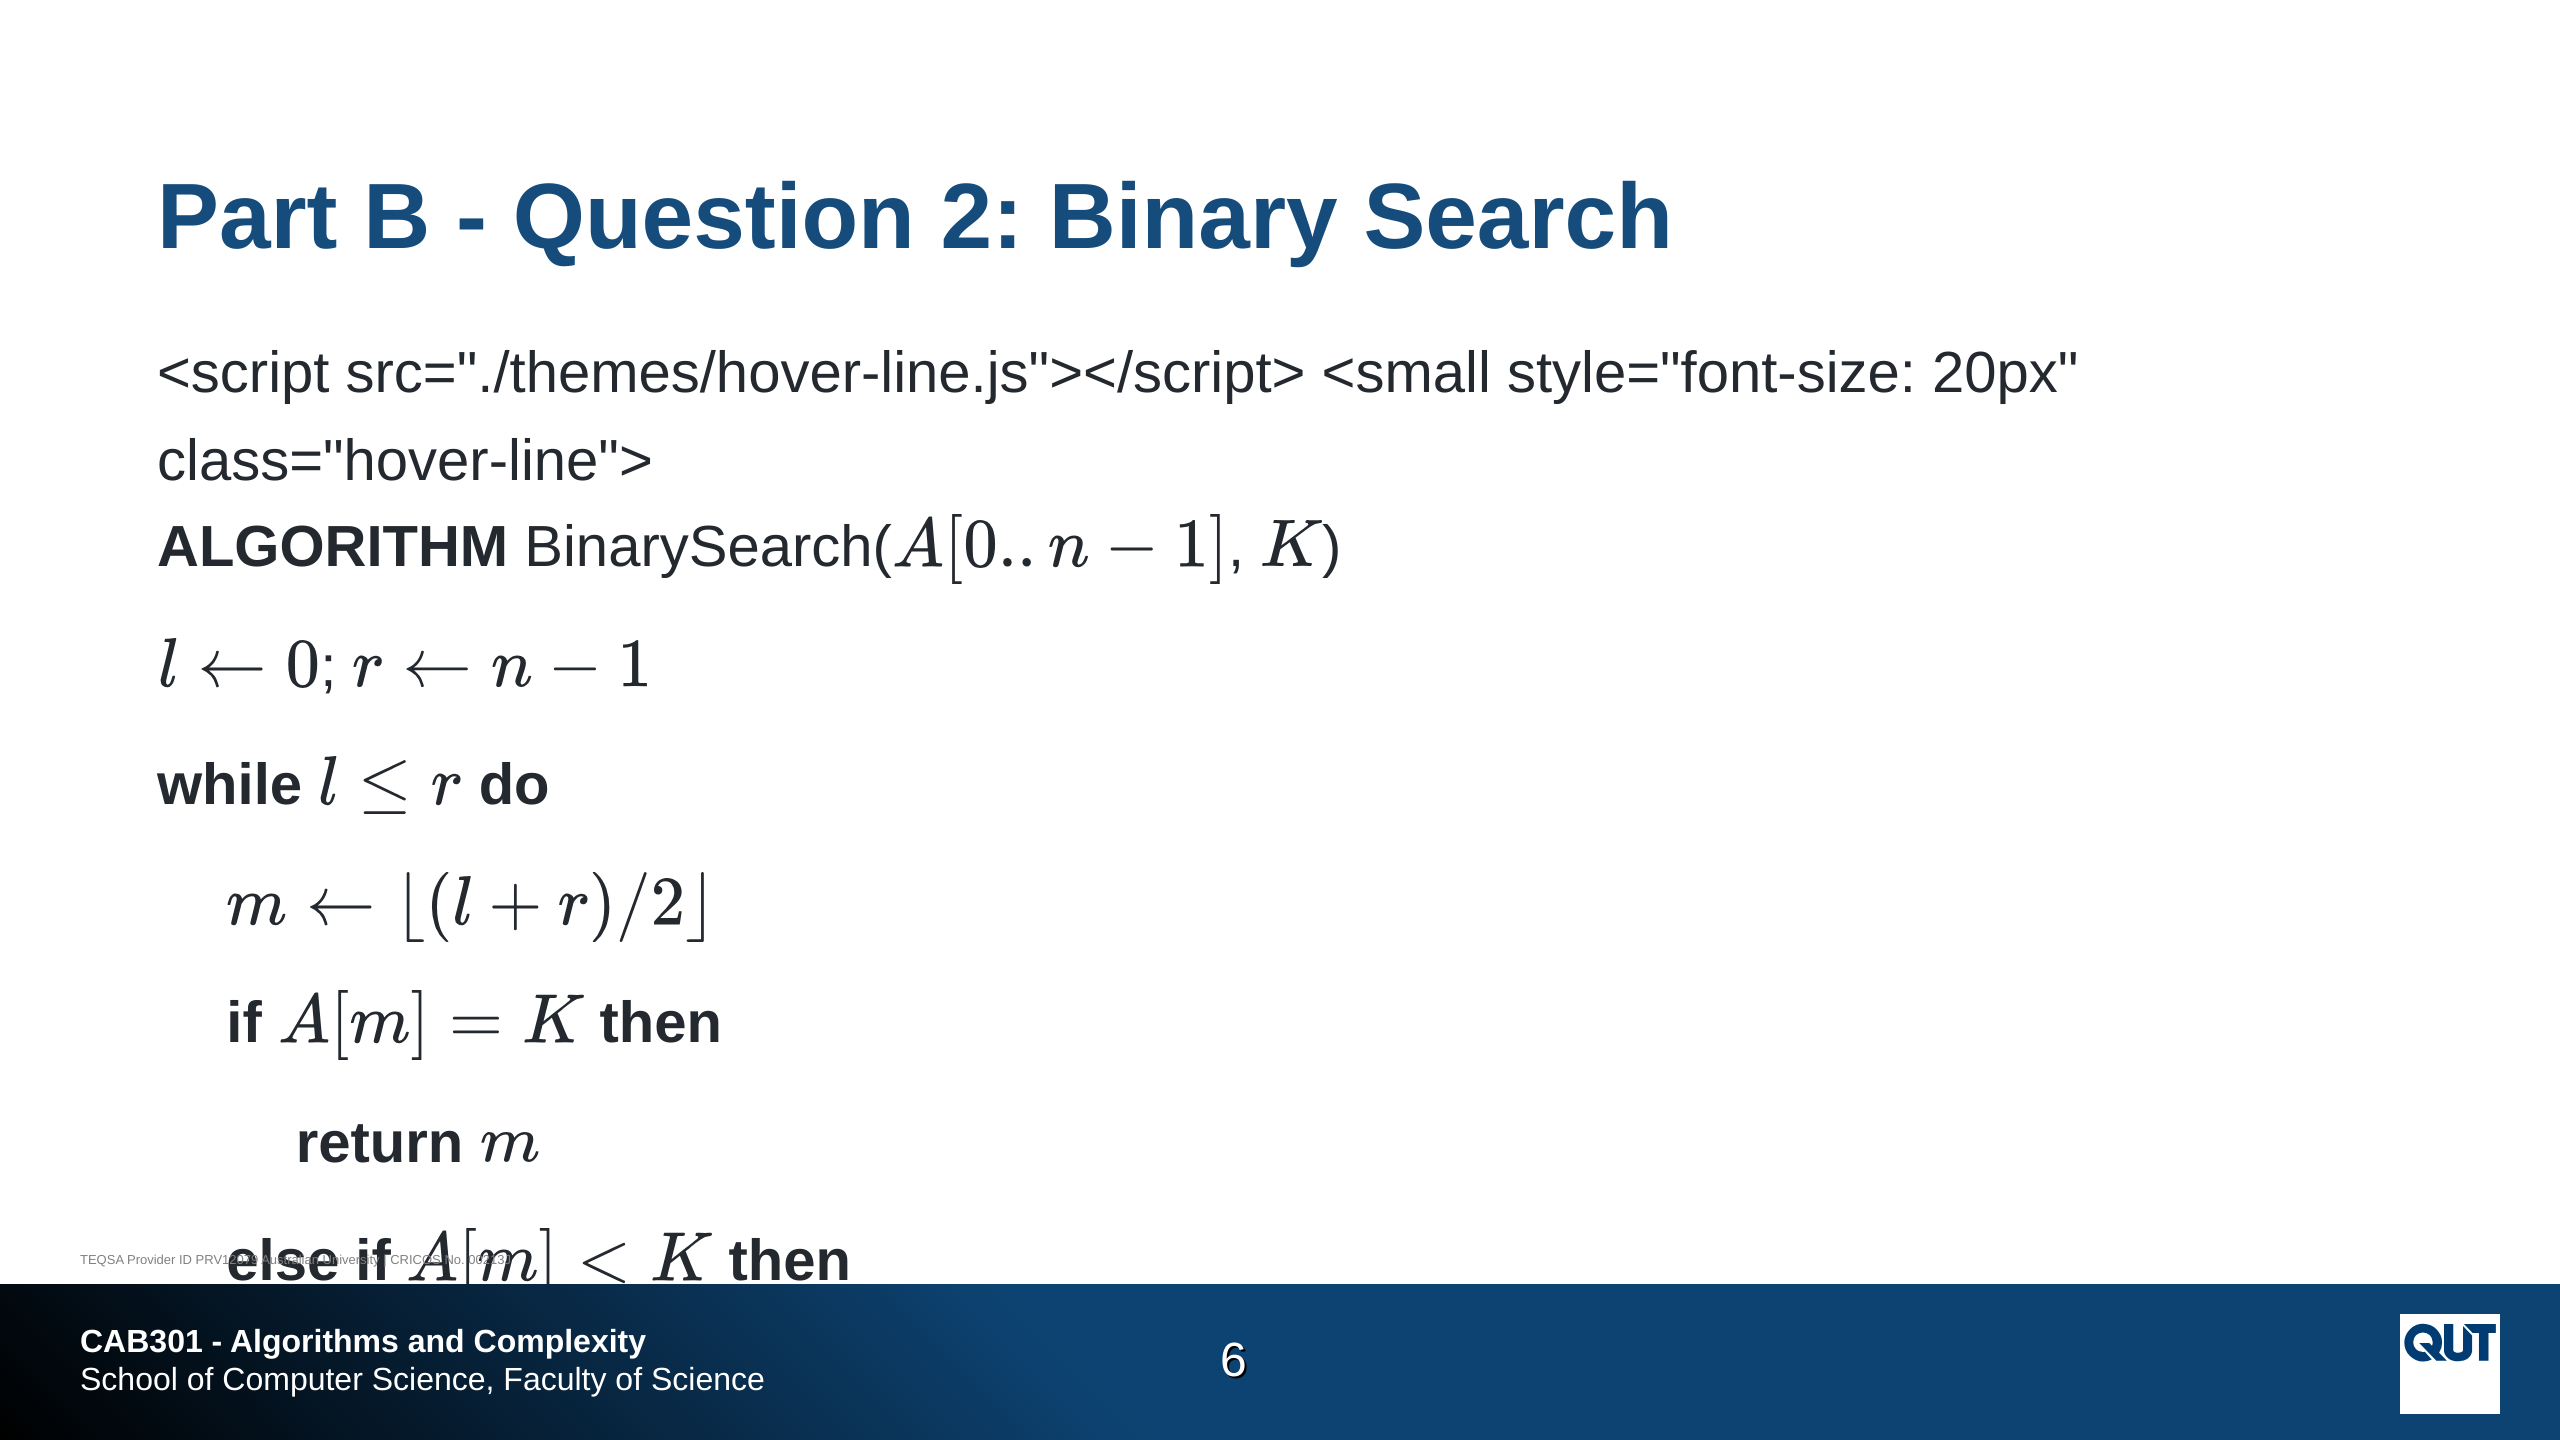 Part B - Question 2: Binary Search
<script src="./themes/hover-line.js"></script> <small style="font-size: 20px"
class="hover-line">
ALGORITHM BinarySearch(A[0.. n − 1], K)
l ← 0; r ← n − 1
while l ≤ r do
m ← ⌊(l + r)/2⌋
if A[m] = K then
return m
else if A[m] < K then
TEQSA Provider ID Australian University CRICOS No.
CAB301 - Algorithms and Complexity
School of Computer Science, Faculty of Science
6
QUT